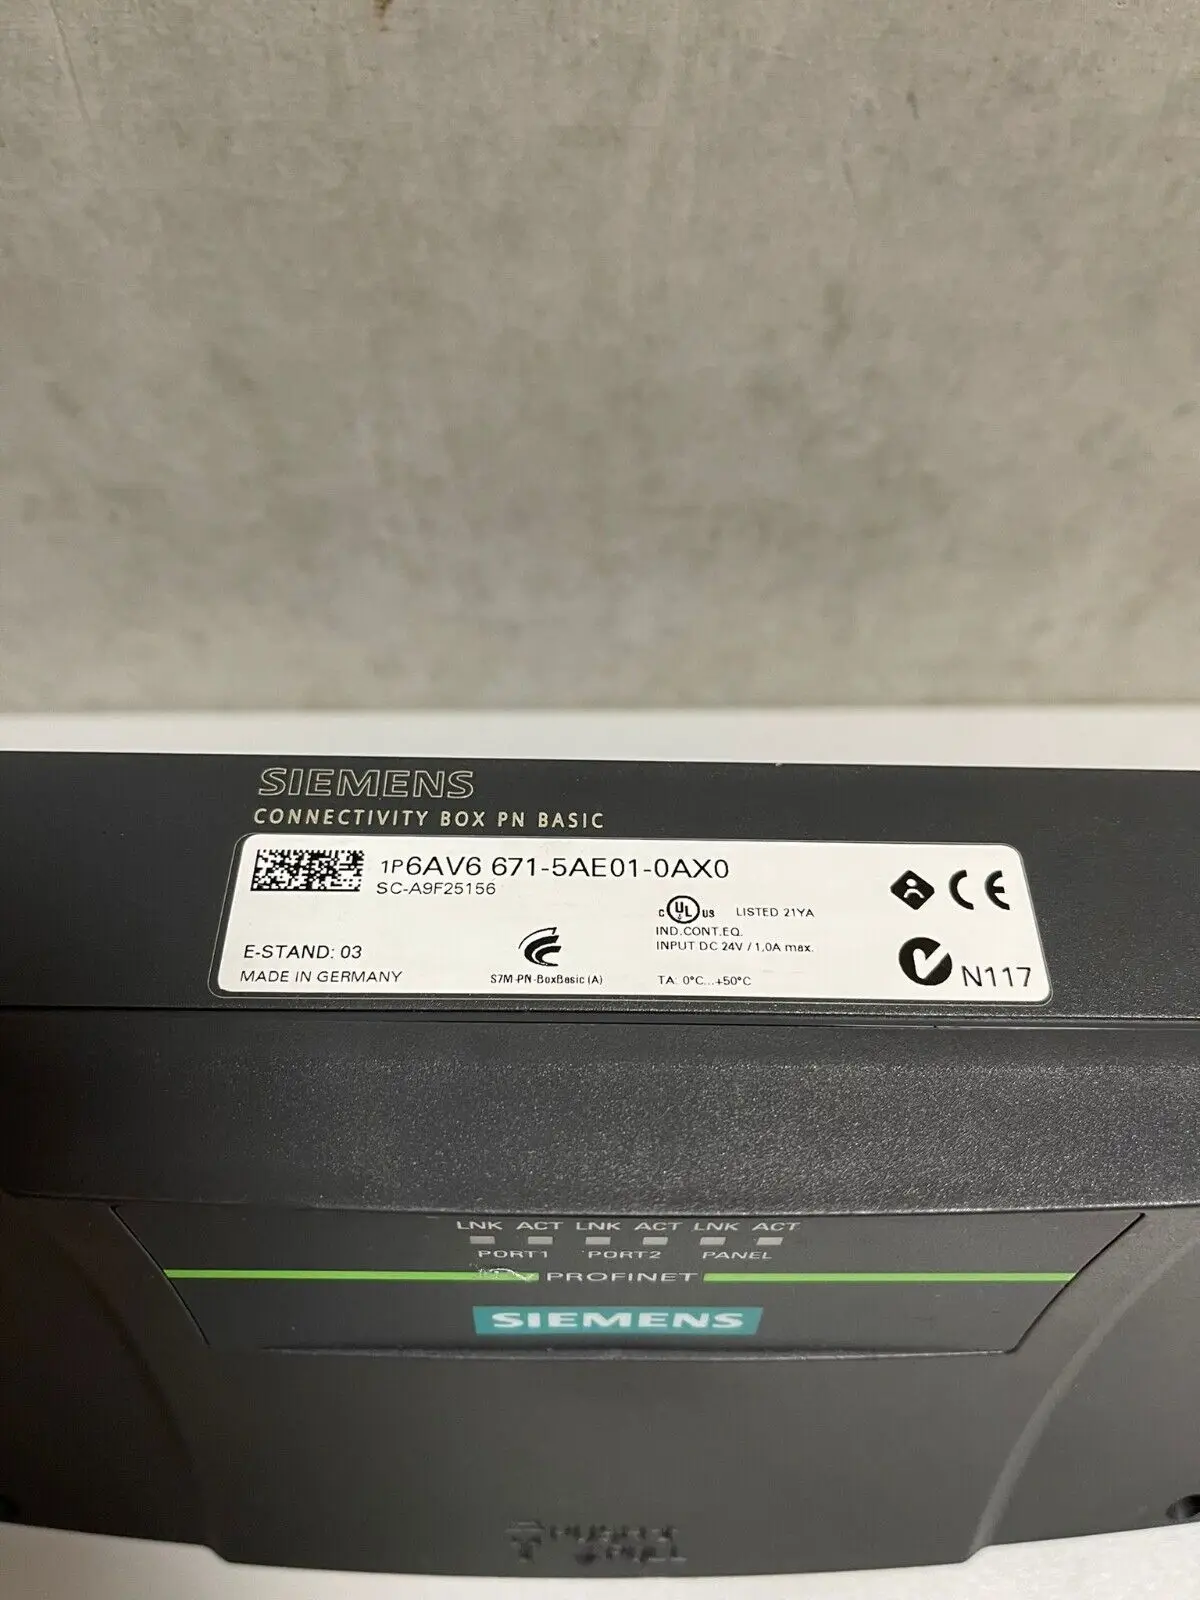 SIEMENS
CONNECTIVITY BOX PN BASIC
1P6AV6 671-5AE01-0AX0
SC-A9F25156
C UL US LISTED 21YA
IND.CONT.EQ.
INPUT DC 24V / 1,0A max.
E-STAND: 03
MADE IN GERMANY
S7M-PN-BoxBasic (A)
TA: 0°C...+50°C
CE
N117
LNK ACT LNK ACT LNK ACT
PORT1 PORT2 PANEL
PROFINET
SIEMENS